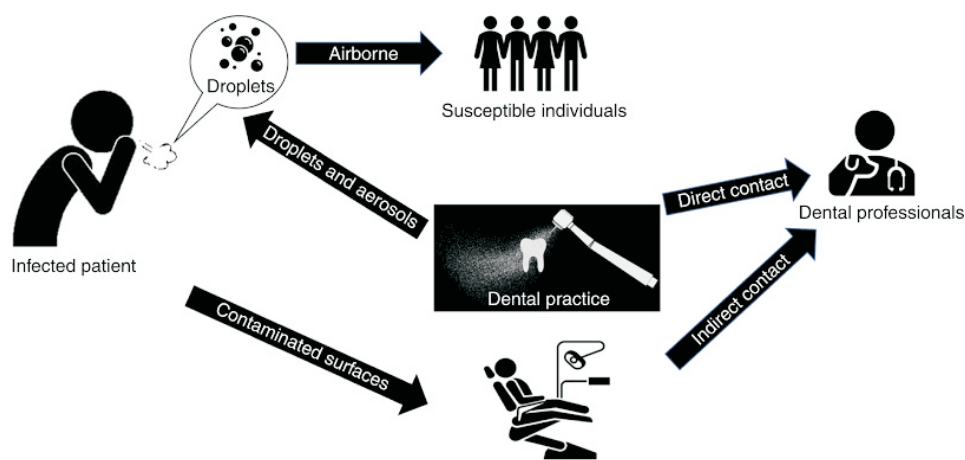 Droplets
Airborne
Susceptible individuals
Droplets and aerosols
Direct contact
Dental professionals
Infected patient
Dental practice
Contaminated surfaces
Indirect contact